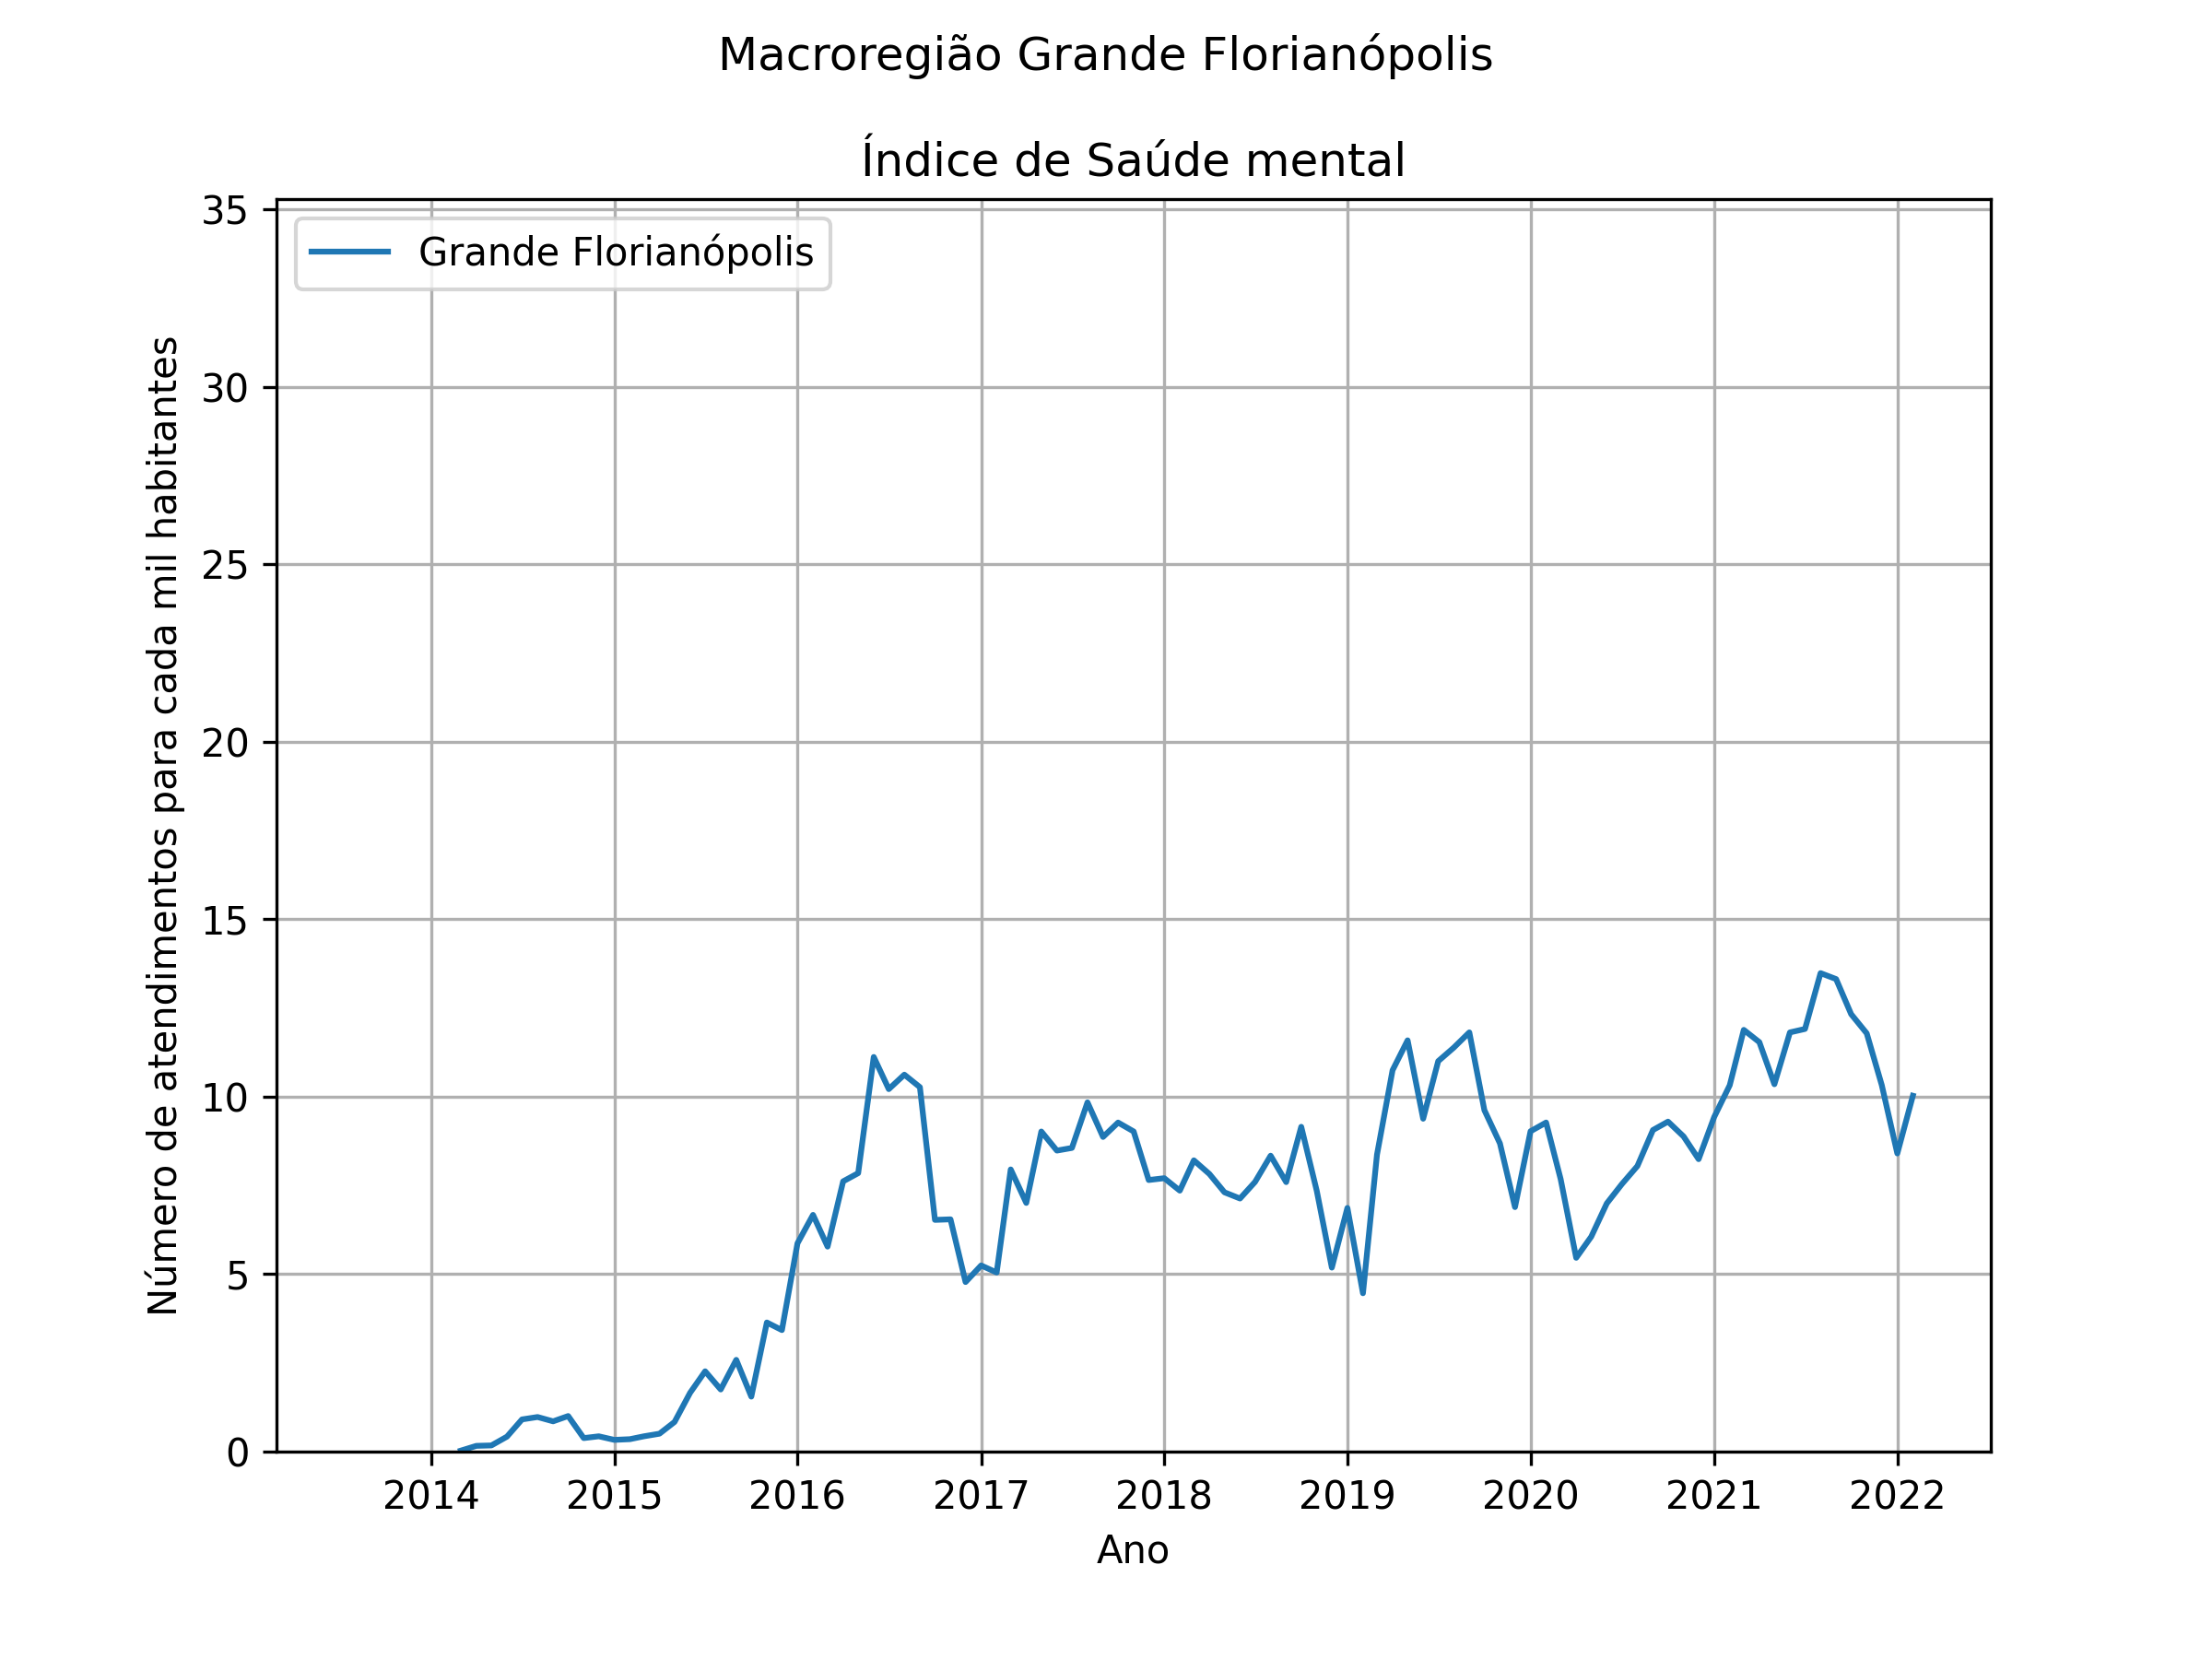 Macroregião Grande Florianópolis
Índice de Saúde mental
Grande Florianópolis
Número de atendimentos para cada mil habitantes
35
30
25
20
15
10
5
0
2014 2015 2016 2017 2018 2019 2020 2021 2022
Ano